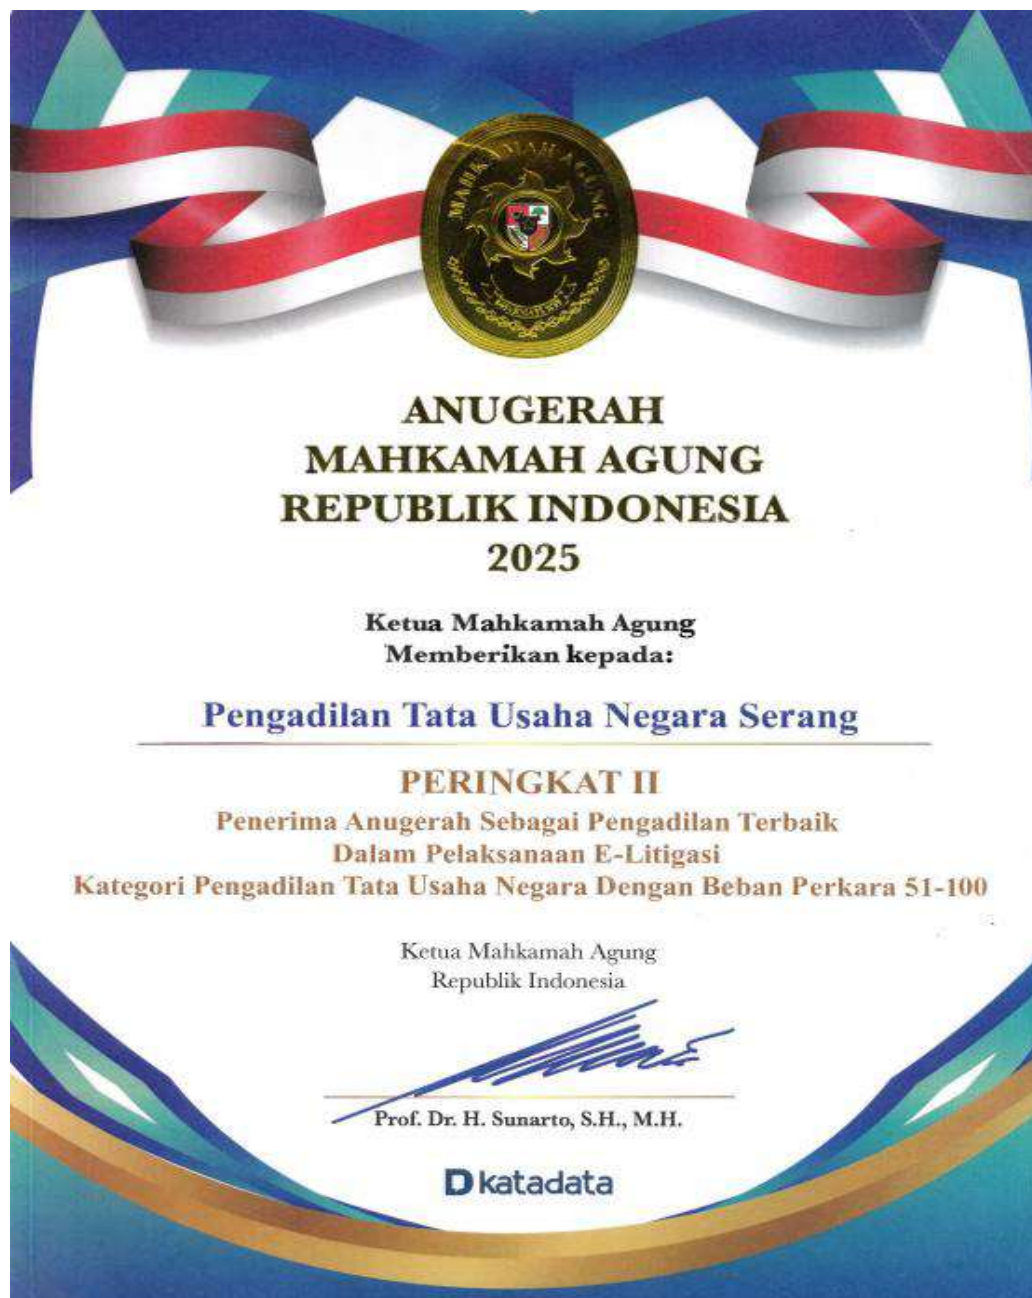 MAHKAMAH AGUNG
ANUGERAH
MAHKAMAH AGUNG
REPUBLIK INDONESIA
2025
Ketua Mahkamah Agung
Memberikan kepada:
Pengadilan Tata Usaha Negara Serang
PERINGKAT II
Penerima Anugerah Sebagai Pengadilan Terbaik
Dalam Pelaksanaan E-Litigasi
Kategori Pengadilan Tata Usaha Negara Dengan Beban Perkara 51-100
Ketua Mahkamah Agung
Republik Indonesia
Prof. Dr. H. Sunarto, S.H., M.H.
katadata